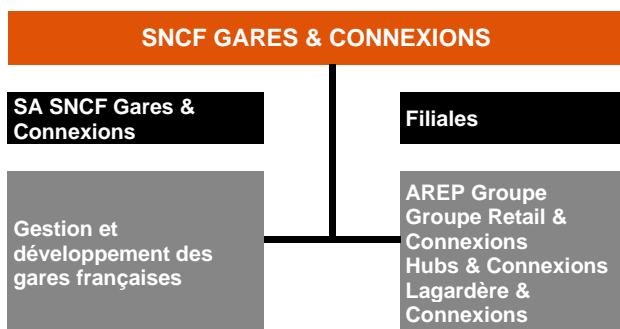 SNCF GARES & CONNEXIONS
SA SNCF Gares &
Connexions
Filiales
Gestion et
développement des
gares françaises
AREP Groupe
Groupe Retail &
Connexions
Hubs & Connexions
Lagardère &
Connexions